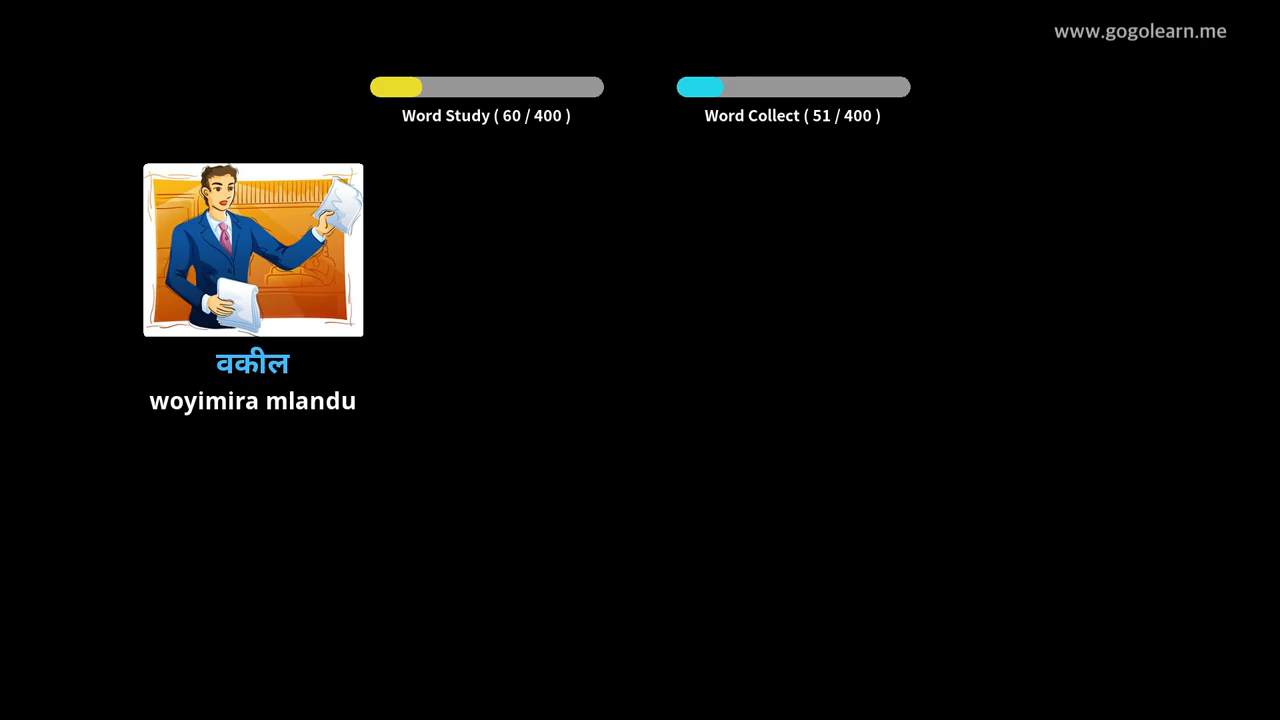 www.gogolearn.me
Word Study ( 60 / 400 )
Word Collect ( 51 / 400 )
वकील
woyimira mlandu